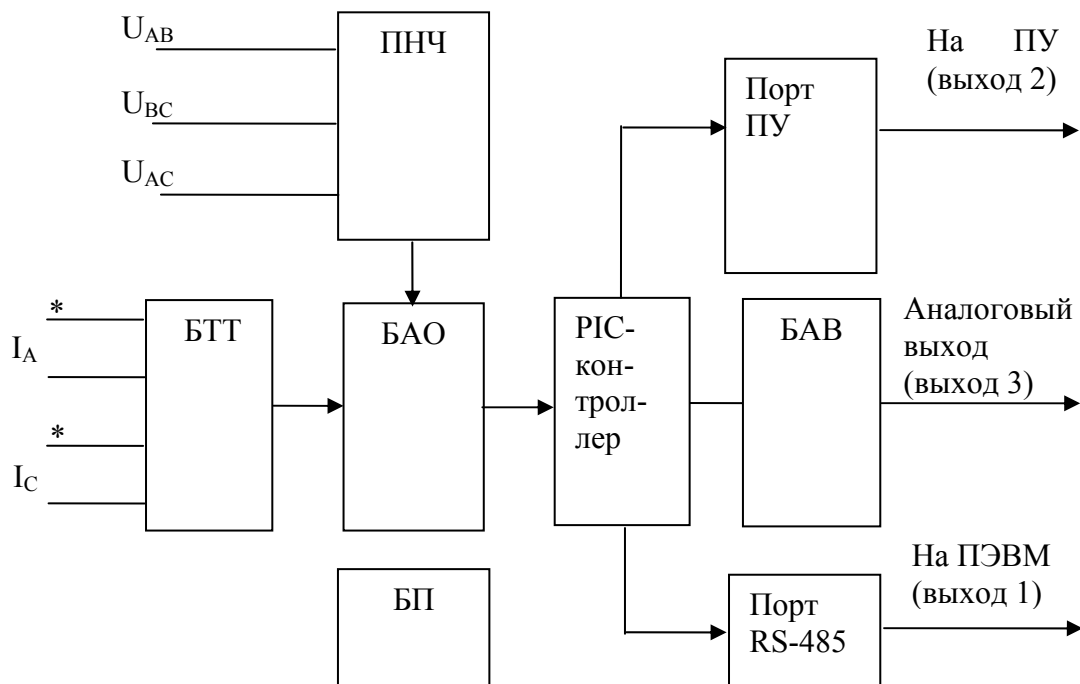 U_AB
U_BC
U_AC
ПНЧ
Порт
ПУ
На ПУ
(выход 2)
*
I_A
*
I_C
БТТ
БАО
PIC-
кон-
трол-
лер
БАВ
Аналоговый
выход
(выход 3)
БП
Порт
RS-485
На ПЭВМ
(выход 1)